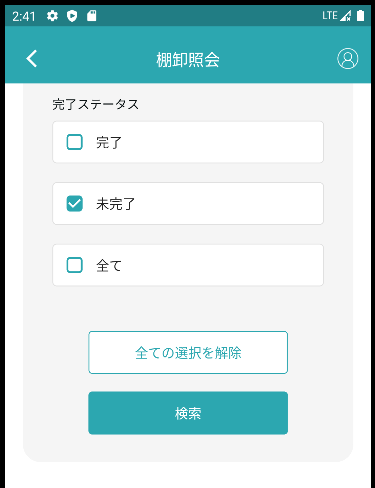 2:41 LTE
棚卸照会
完了ステータス
完了
未完了
全て
全ての選択を解除
検索